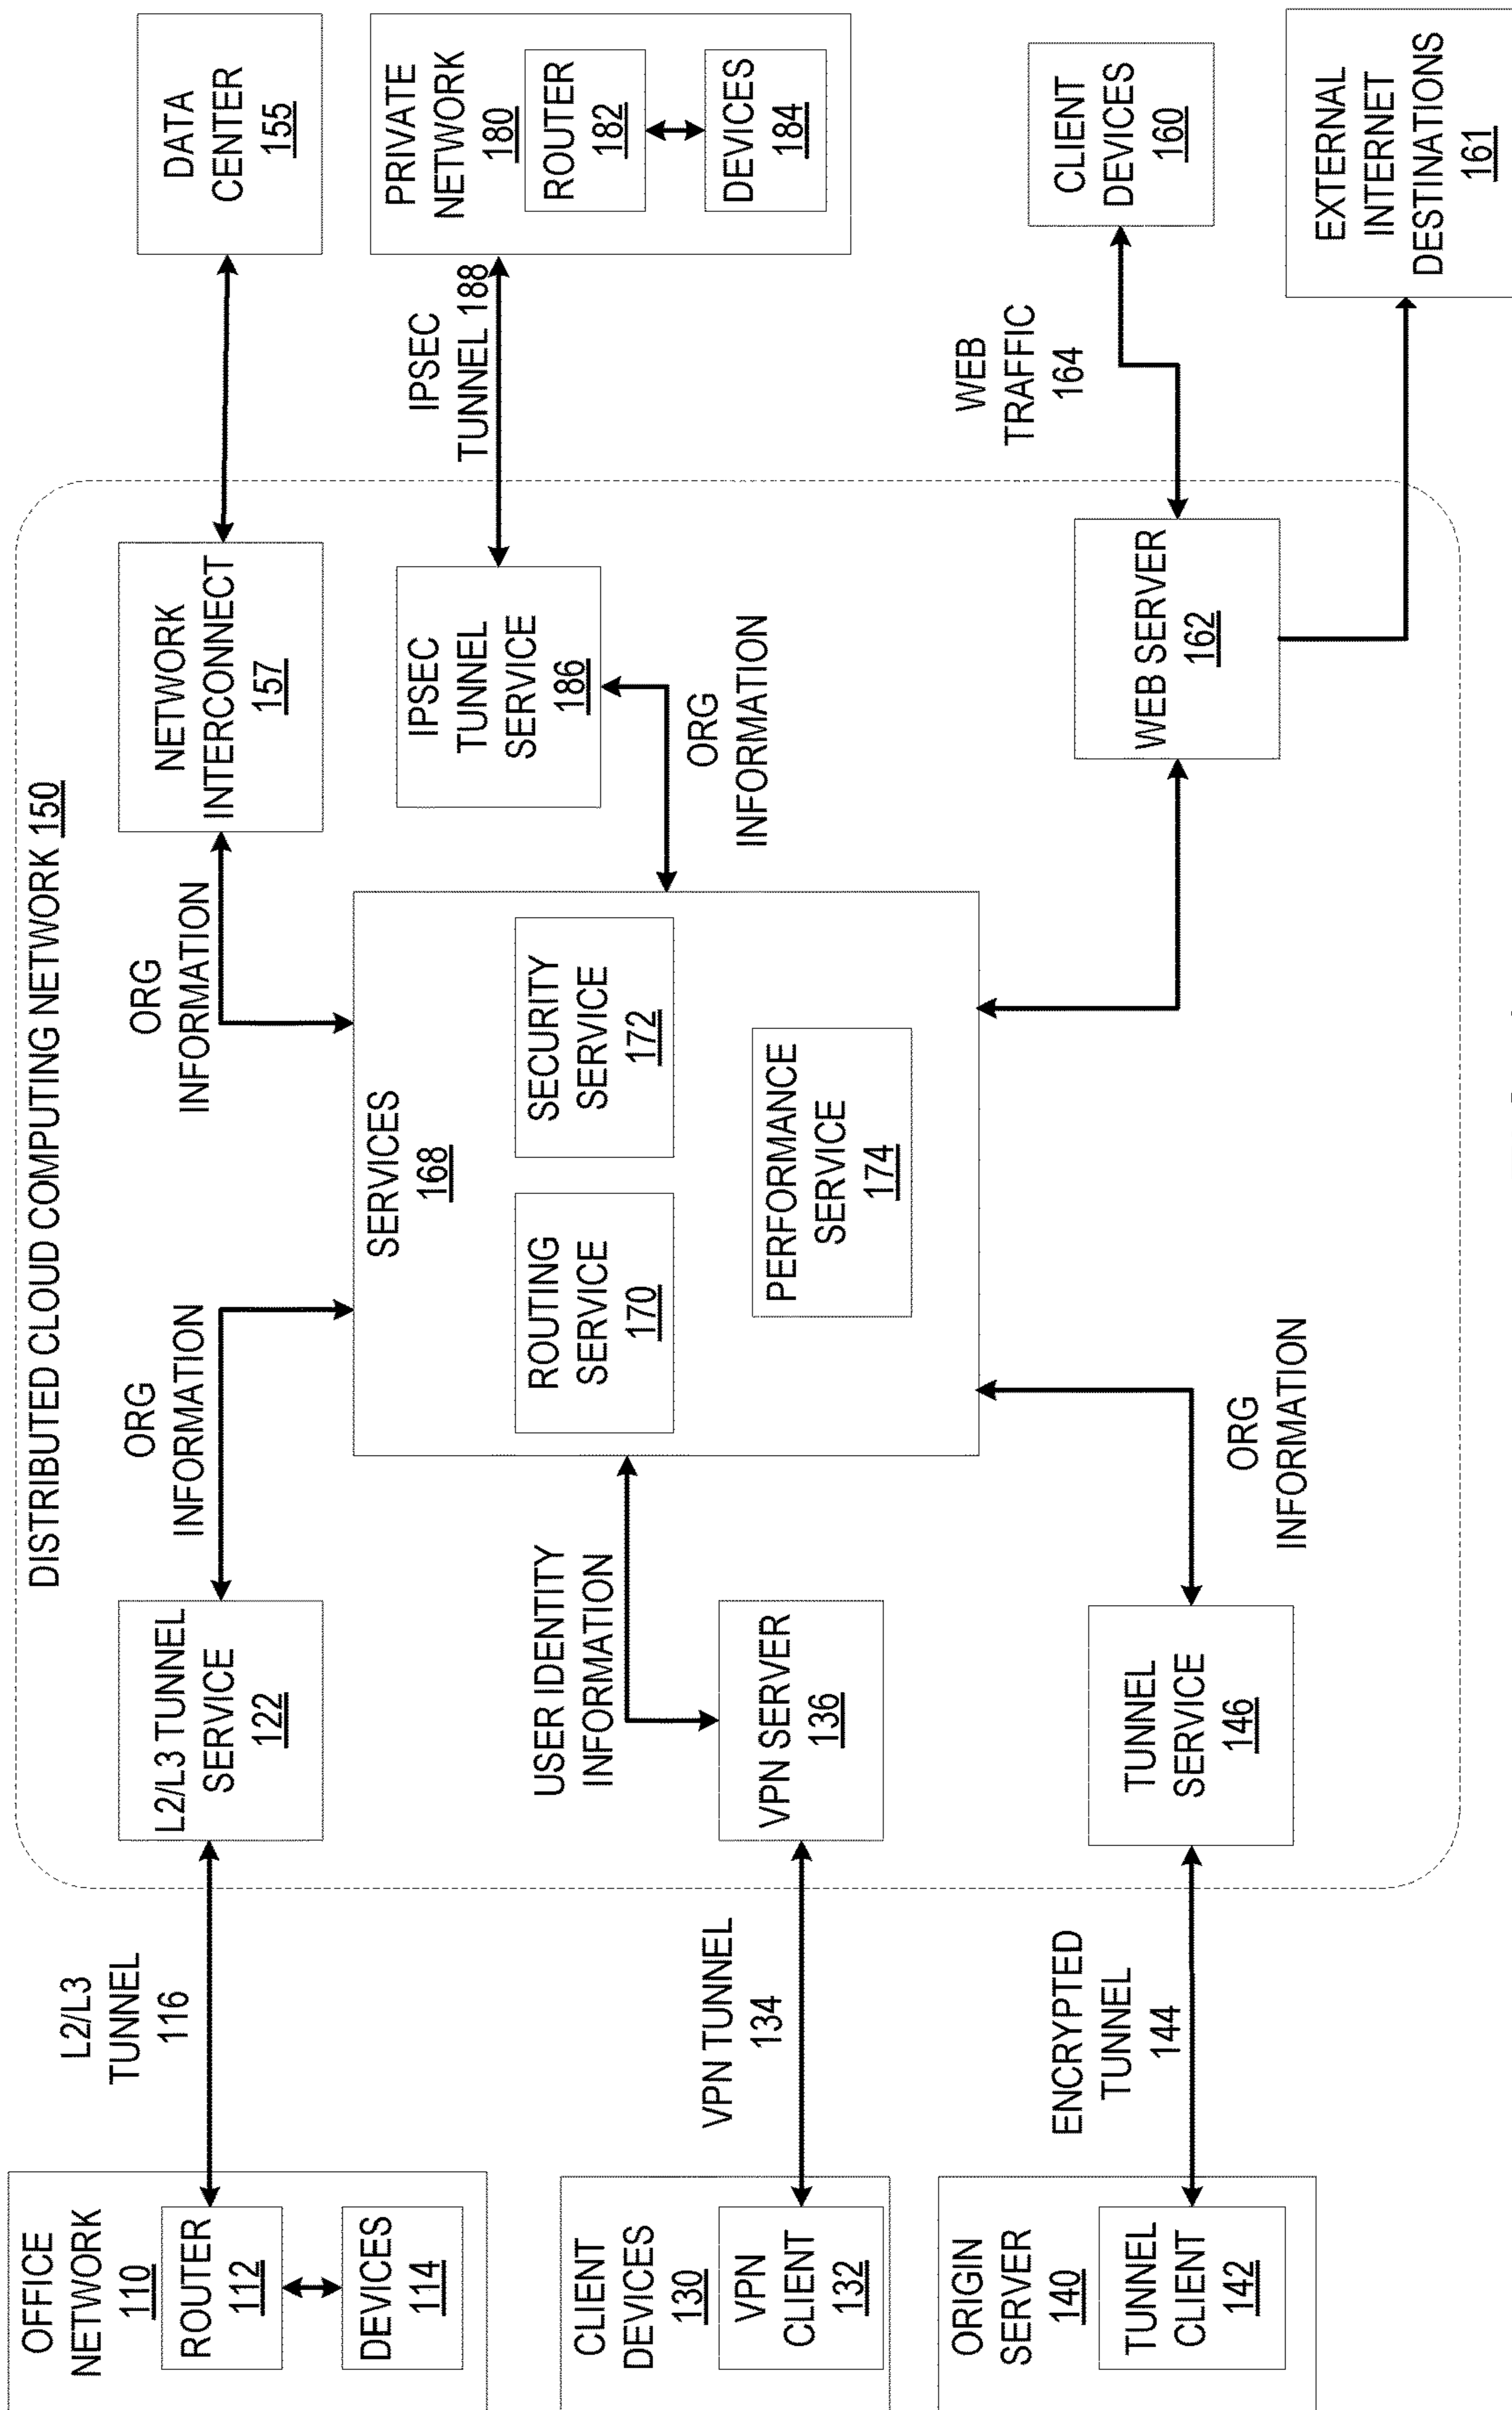 DISTRIBUTED CLOUD COMPUTING NETWORK 150
OFFICE
NETWORK
110
ROUTER
112
DEVICES
114
L2/L3
TUNNEL
116
L2/L3 TUNNEL
SERVICE
122
ORG
INFORMATION
ORG
INFORMATION
NETWORK
INTERCONNECT
157
DATA
CENTER
155
CLIENT
DEVICES
130
VPN
CLIENT
132
VPN TUNNEL
134
VPN SERVER
136
USER IDENTITY
INFORMATION
SERVICES
168
ROUTING
SERVICE
170
SECURITY
SERVICE
172
PERFORMANCE
SERVICE
174
IPSEC
TUNNEL
SERVICE
186
ORG
INFORMATION
IPSEC
TUNNEL 188
PRIVATE
NETWORK
180
ROUTER
182
DEVICES
184
ORIGIN
SERVER
140
TUNNEL
CLIENT
142
ENCRYPTED
TUNNEL
144
TUNNEL
SERVICE
146
ORG
INFORMATION
WEB SERVER
162
WEB
TRAFFIC
164
CLIENT
DEVICES
160
EXTERNAL
INTERNET
DESTINATIONS
161